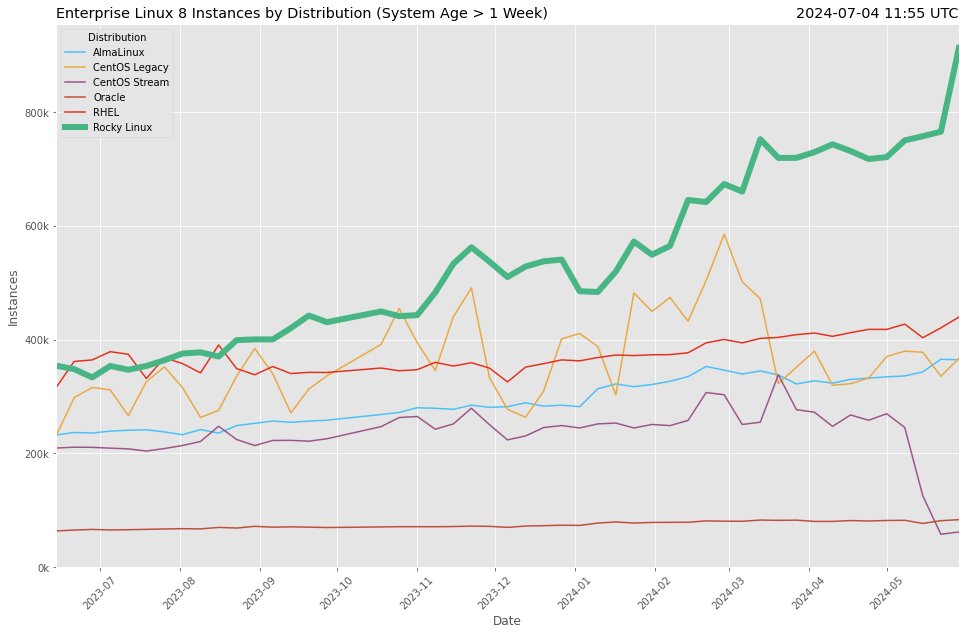 Enterprise Linux 8 Instances by Distribution (System Age > 1 Week)
2024-07-04 11:55 UTC
Distribution
AlmaLinux
CentOS Legacy
CentOS Stream
Oracle
RHEL
Rocky Linux
Instances
800k
600k
400k
200k
0k
2023-07
2023-08
2023-09
2023-10
2023-11
2023-12
2024-01
2024-02
2024-03
2024-04
2024-05
Date